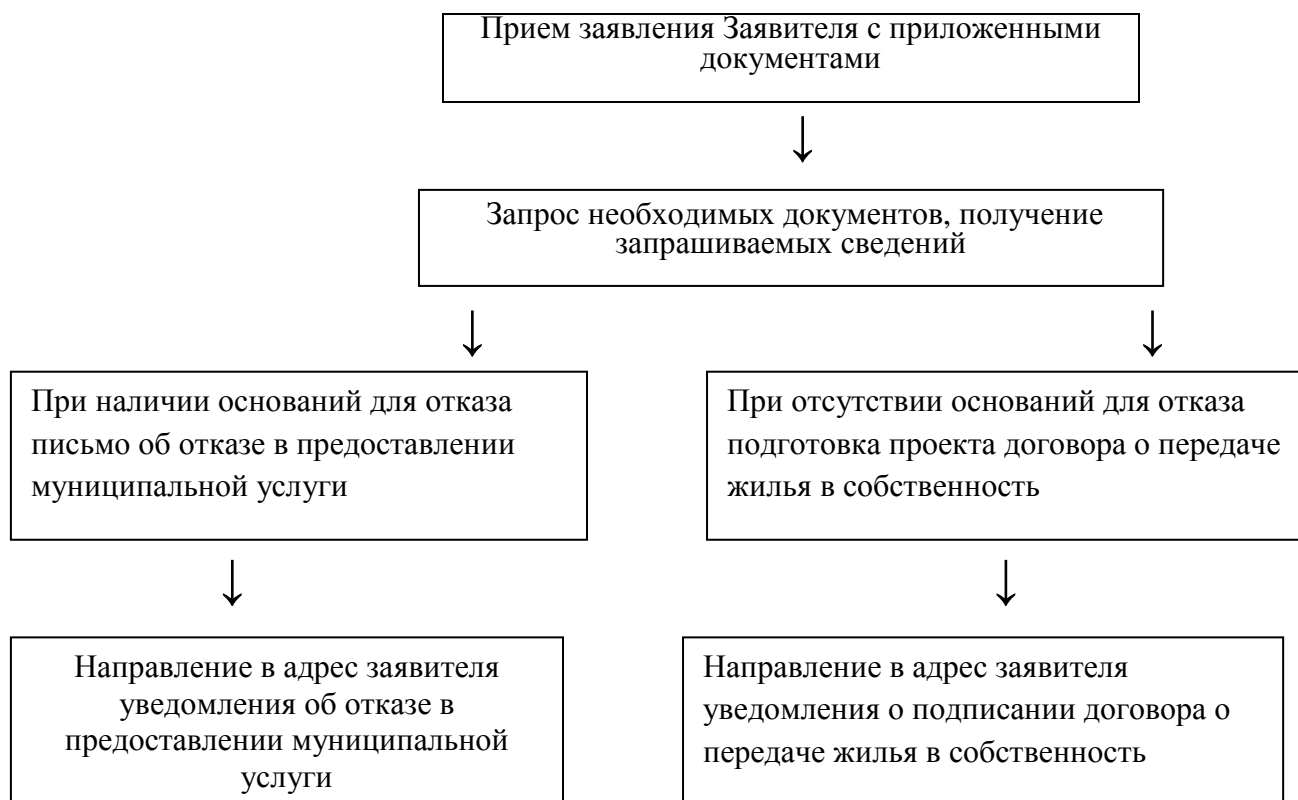 Прием заявления Заявителя с приложенными
документами
Запрос необходимых документов, получение
запрашиваемых сведений
При наличии оснований для отказа
письмо об отказе в предоставлении
муниципальной услуги
При отсутствии оснований для отказа
подготовка проекта договора о передаче
жилья в собственность
Направление в адрес заявителя
уведомления об отказе в
предоставлении муниципальной
услуги
Направление в адрес заявителя
уведомления о подписании договора о
передаче жилья в собственность